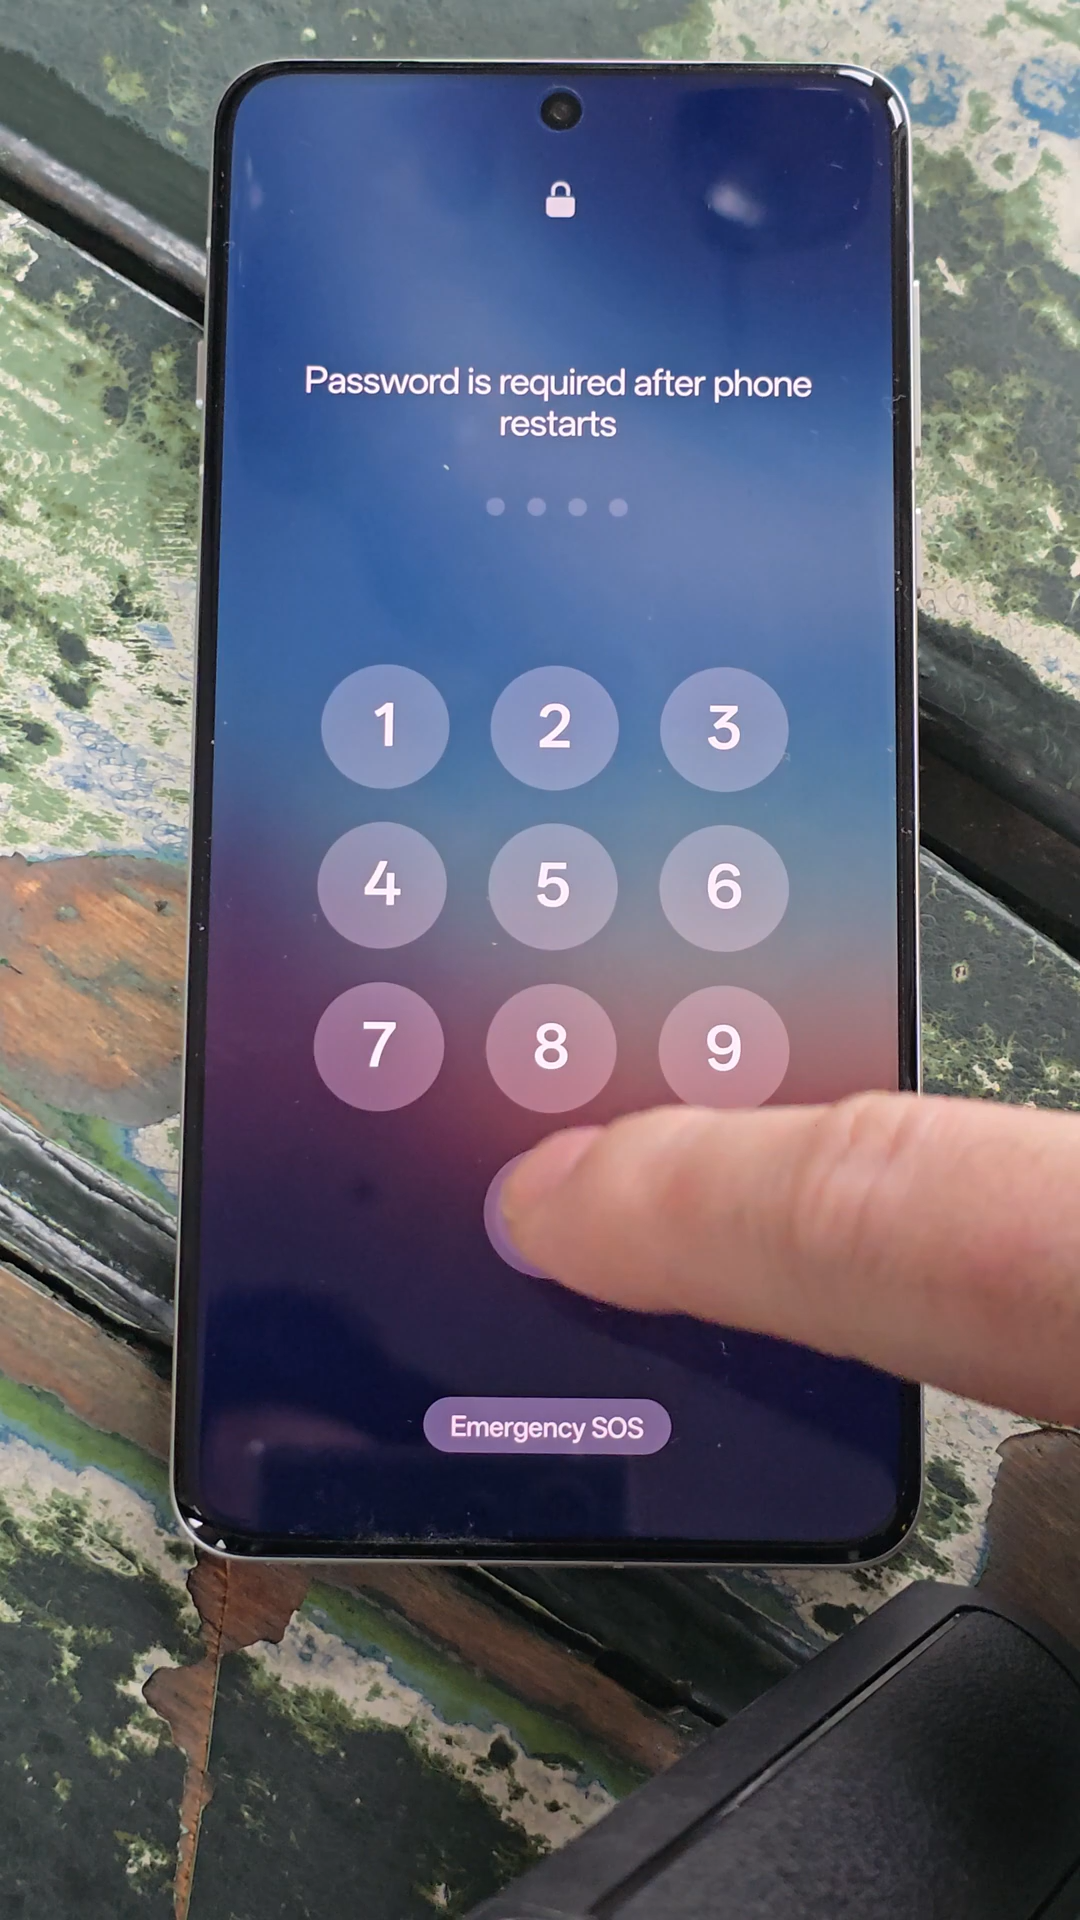 Password is required after phone
restarts
1 2 3
4 5 6
7 8 9
Emergency SOS